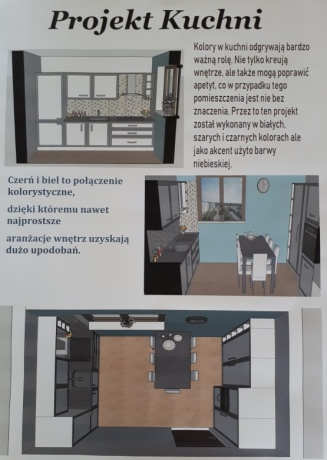 Projekt Kuchni
Kolory w kuchni odgrywają bardzo
ważną rolę. Nie tylko kreują
wnętrze, ale także mogą poprawić
apetyt, co w przypadku tego
pomieszczenia jest nie bez
znaczenia. Przez to ten projekt
został wykonany w białych,
szarych i czarnych kolorach ale
jako akcent użyto barwy
niebieskiej.
Czerń i biel to połączenie
kolorystyczne,
dzięki któremu nawet
najprostsze
aranżacje wnętrz uzyskają
dużo upodobań.